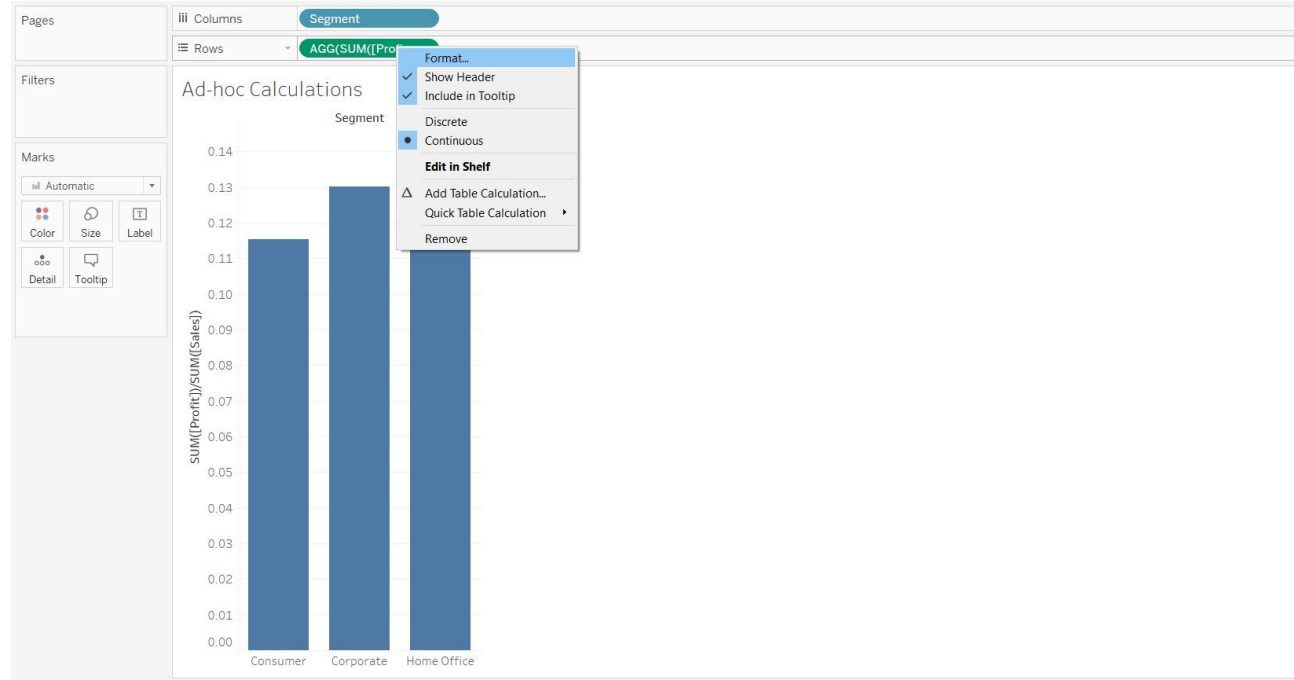 Pages
iii Columns
Segment
Rows
AGG(SUM([Pro
Filters
Marks
Automatic
Color
Size
Label
Detail
Tooltip
Format...
Show Header
Include in Tooltip
Discrete
Continuous
Edit in Shelf
Add Table Calculation...
Quick Table Calculation
Remove
Ad-hoc Calculations
Segment
0.14
0.13
0.12
0.11
0.10
0.09
0.08
0.07
0.06
0.05
0.04
0.03
0.02
0.01
0.00
SUM([Profit])/SUM([Sales])
Consumer
Corporate
Home Office